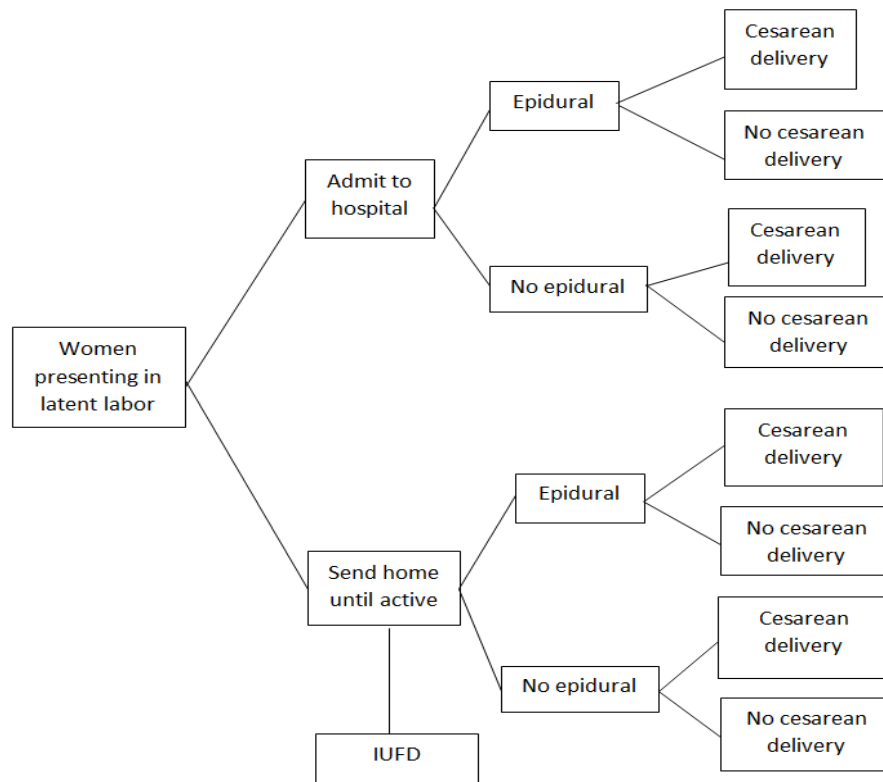 Cesarean
delivery
Epidural
No cesarean
delivery
Admit to
hospital
Cesarean
delivery
No epidural
No cesarean
delivery
Women
presenting in
latent labor
Cesarean
delivery
Epidural
No cesarean
delivery
Send home
until active
Cesarean
delivery
No epidural
No cesarean
delivery
IUFD